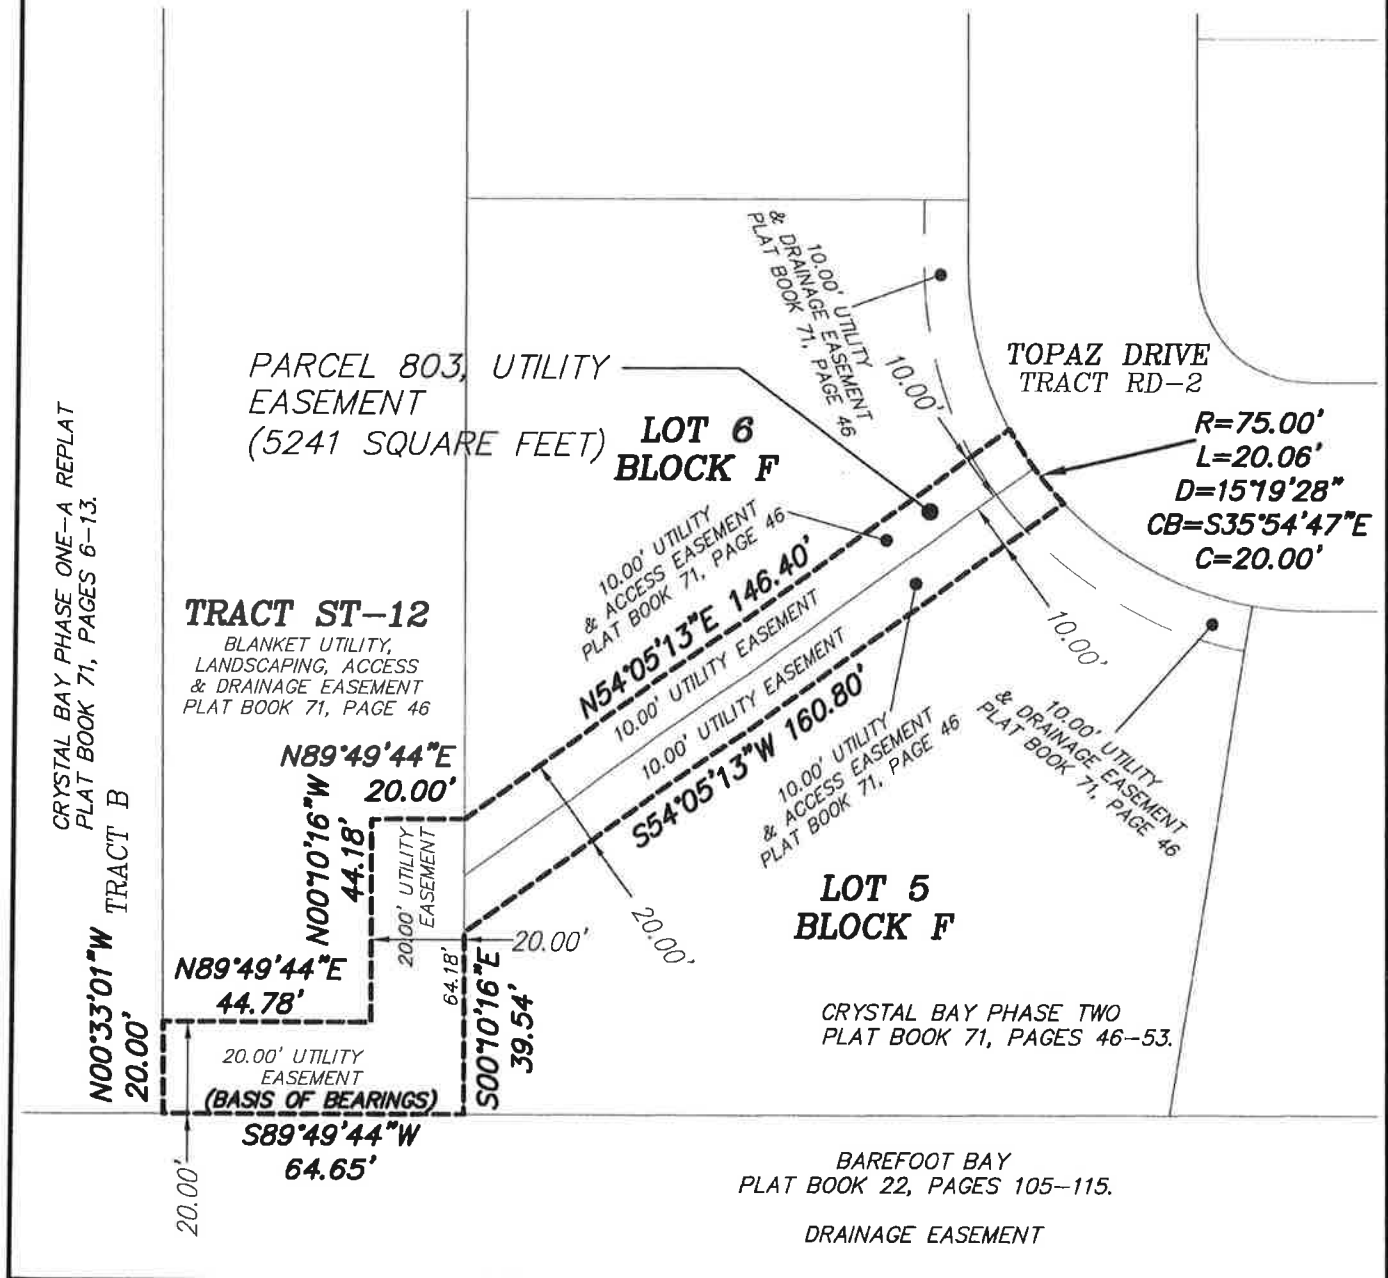 10.00' UTILITY
& DRAINAGE EASEMENT
PLAT BOOK 71, PAGE 46
10.00'
TOPAZ DRIVE
TRACT RD-2
R=75.00'
L=20.06'
D=15°19'28"
CB=S35°54'47"E
C=20.00'
PARCEL 803, UTILITY
EASEMENT
(5241 SQUARE FEET)
LOT 6
BLOCK F
CRYSTAL BAY PHASE ONE-A REPLAT
PLAT BOOK 71, PAGES 6-13.
TRACT B
10.00' UTILITY
& ACCESS EASEMENT
PLAT BOOK 71, PAGE 46
N54°05'13"E 146.40'
10.00' UTILITY EASEMENT
10.00' UTILITY EASEMENT
S54°05'13"W 160.80'
10.00' UTILITY
& ACCESS EASEMENT
PLAT BOOK 71, PAGE 46
10.00'
10.00' UTILITY
& DRAINAGE EASEMENT
PLAT BOOK 71, PAGE 46
TRACT ST-12
BLANKET UTILITY,
LANDSCAPING, ACCESS
& DRAINAGE EASEMENT
PLAT BOOK 71, PAGE 46
N89°49'44"E
20.00'
N00°10'16"W
44.18'
20.00' UTILITY
EASEMENT
20.00'
20.00'
LOT 5
BLOCK F
N89°49'44"E
44.78'
64.18'
S00°10'16"E
39.54'
N00°33'01"W
20.00'
20.00' UTILITY
EASEMENT
(BASIS OF BEARINGS)
S89°49'44"W
64.65'
20.00'
CRYSTAL BAY PHASE TWO
PLAT BOOK 71, PAGES 46-53.
BAREFOOT BAY
PLAT BOOK 22, PAGES 105-115.
DRAINAGE EASEMENT